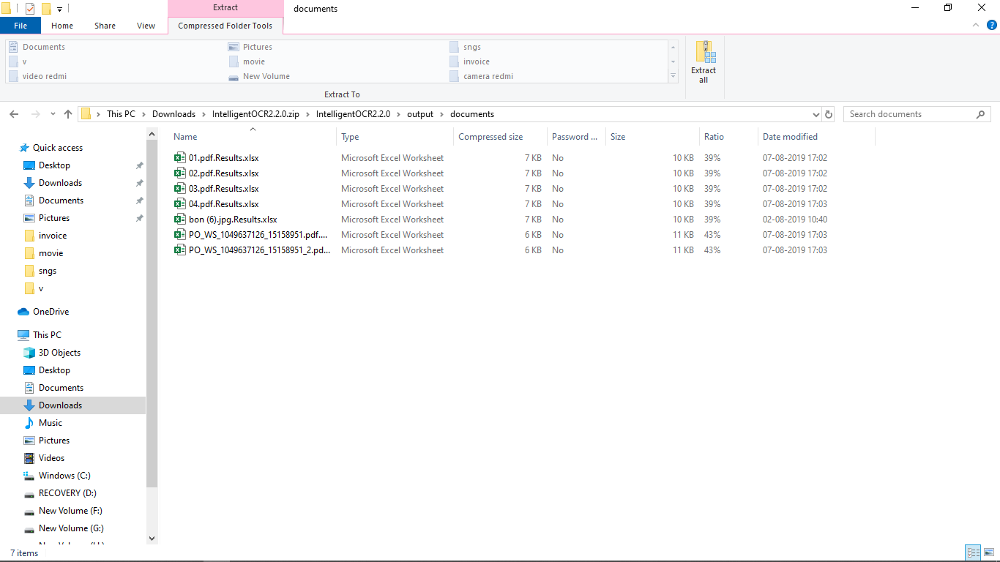 Extract
documents
File Home Share View Compressed Folder Tools
Documents Pictures sngs
v movie invoice
video redmi New Volume camera redmi
Extract all
Extract To
This PC Downloads IntelligentOCR2.2.0.zip IntelligentOCR2.2.0 output documents
Search documents
Name Type Compressed size Password ... Size Ratio Date modified
01.pdf.Results.xlsx Microsoft Excel Worksheet 7 KB No 10 KB 39% 07-08-2019 17:02
02.pdf.Results.xlsx Microsoft Excel Worksheet 7 KB No 10 KB 39% 07-08-2019 17:02
03.pdf.Results.xlsx Microsoft Excel Worksheet 7 KB No 10 KB 39% 07-08-2019 17:02
04.pdf.Results.xlsx Microsoft Excel Worksheet 7 KB No 10 KB 39% 07-08-2019 17:03
bon (6).jpg.Results.xlsx Microsoft Excel Worksheet 7 KB No 10 KB 39% 02-08-2019 10:40
PO_WS_1049637126_15158951.pdf.... Microsoft Excel Worksheet 6 KB No 11 KB 43% 07-08-2019 17:03
PO_WS_1049637126_15158951_2.pd... Microsoft Excel Worksheet 6 KB No 11 KB 43% 07-08-2019 17:03
Quick access
Desktop
Downloads
Documents
Pictures
invoice
movie
sngs
v
OneDrive
This PC
3D Objects
Desktop
Documents
Downloads
Music
Pictures
Videos
Windows (C:)
RECOVERY (D:)
New Volume (F:)
New Volume (G:)
7 items